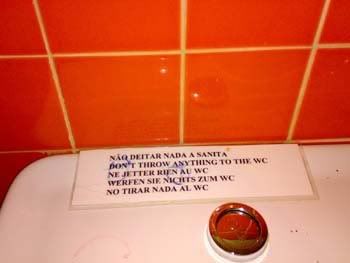 NÃO DEITAR NADA A SANITA
DON'T THROW ANYTHING TO THE WC
NE JETTER RIEN AU WC
WERFEN SIE NICHTS ZUM WC
NO TIRAR NADA AL WC